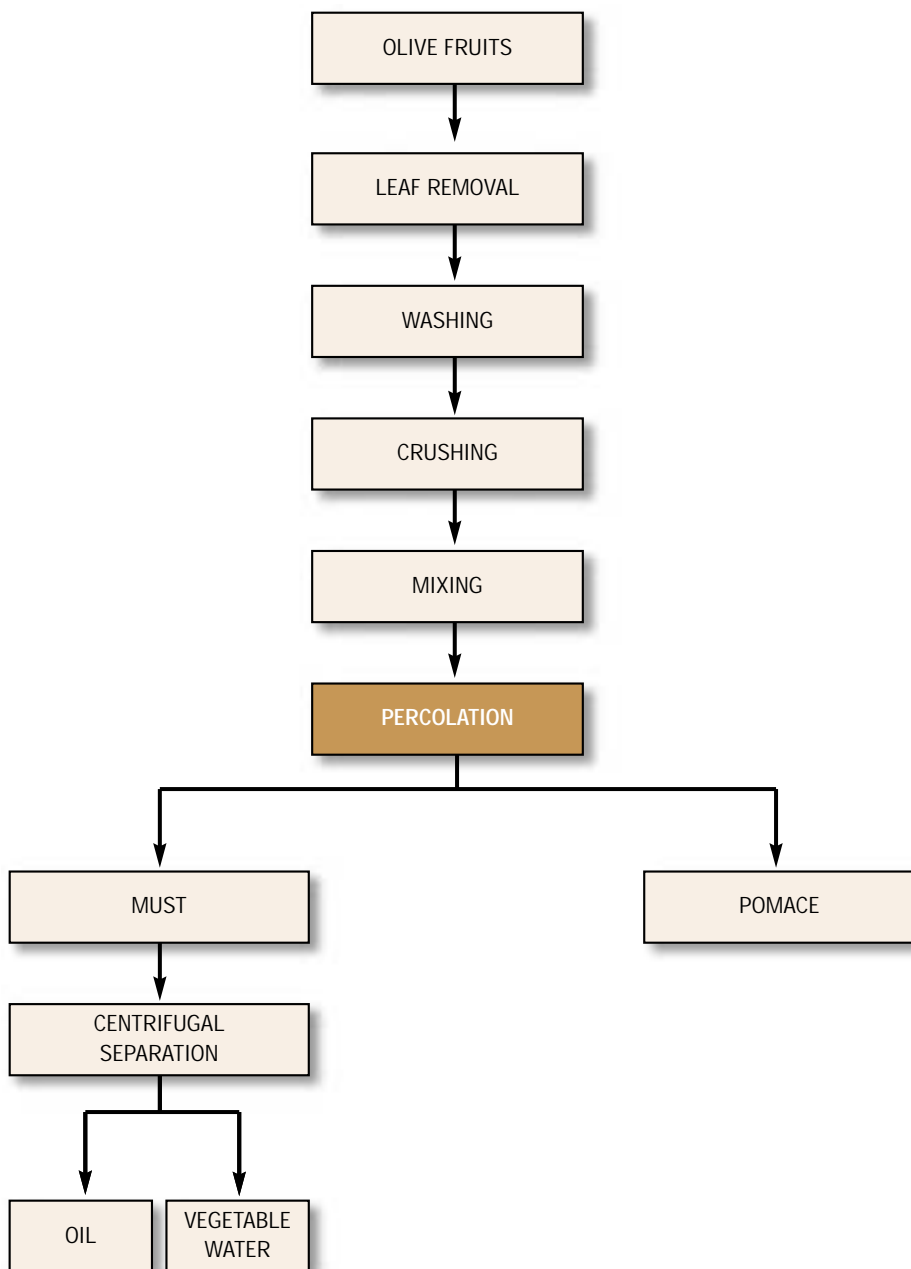 OLIVE FRUITS
LEAF REMOVAL
WASHING
CRUSHING
MIXING
PERCOLATION
MUST
POMACE
CENTRIFUGAL
SEPARATION
OIL
VEGETABLE
WATER